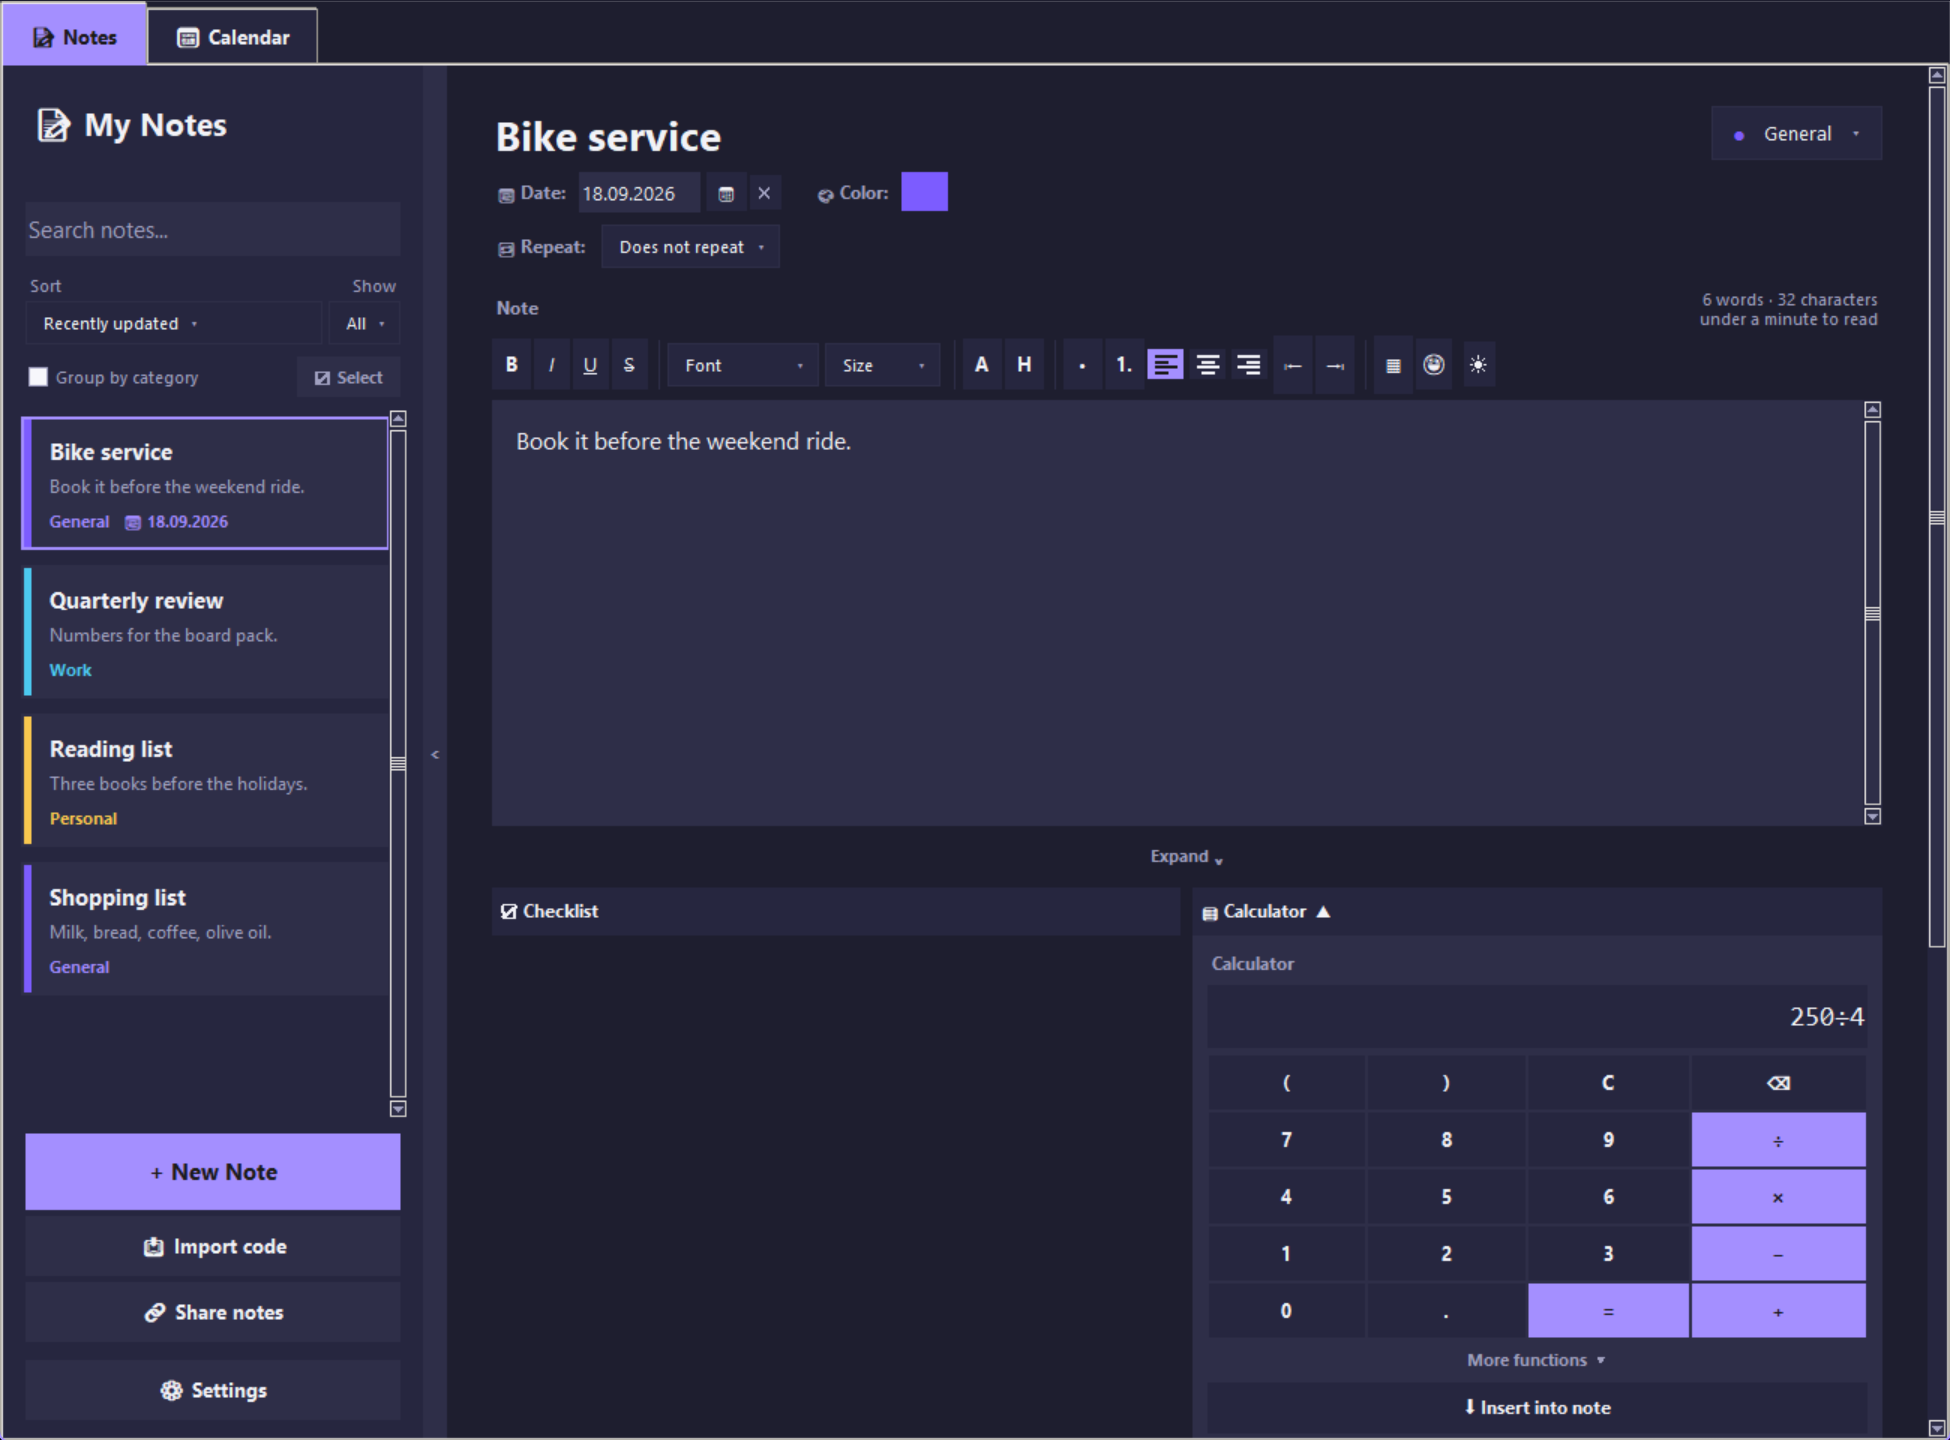 Notes
Calendar
My Notes
Search notes...
Sort
Show
Recently updated
All
Group by category
Select
Bike service
Book it before the weekend ride.
General 18.09.2026
Quarterly review
Numbers for the board pack.
Work
Reading list
Three books before the holidays.
Personal
Shopping list
Milk, bread, coffee, olive oil.
General
+ New Note
Import code
Share notes
Settings
<
Bike service
General
Date: 18.09.2026 × Color:
Repeat: Does not repeat
Note
6 words · 32 characters
under a minute to read
B I U S Font Size A H • 1.
Book it before the weekend ride.
Expand
Checklist
Calculator ▲
Calculator
250÷4
( ) C ⌫
7 8 9 ÷
4 5 6 ×
1 2 3 −
0 . = +
More functions ▾
⬇ Insert into note